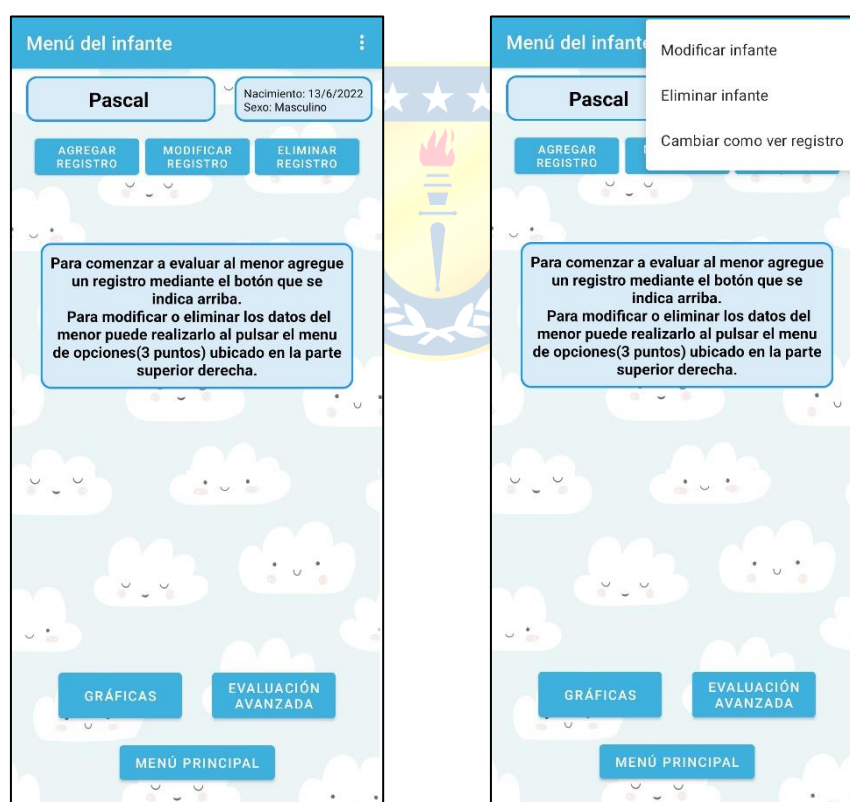 Menú del infante
Pascal
Nacimiento: 13/6/2022
Sexo: Masculino
AGREGAR
REGISTRO
MODIFICAR
REGISTRO
ELIMINAR
REGISTRO
Para comenzar a evaluar al menor agregue
un registro mediante el botón que se
indica arriba.
Para modificar o eliminar los datos del
menor puede realizarlo al pulsar el menu
de opciones(3 puntos) ubicado en la parte
superior derecha.
GRÁFICAS
EVALUACIÓN
AVANZADA
MENÚ PRINCIPAL
Menú del infante
Modificar infante
Eliminar infante
Cambiar como ver registro
Pascal
AGREGAR
REGISTRO
Para comenzar a evaluar al menor agregue
un registro mediante el botón que se
indica arriba.
Para modificar o eliminar los datos del
menor puede realizarlo al pulsar el menu
de opciones(3 puntos) ubicado en la parte
superior derecha.
GRÁFICAS
EVALUACIÓN
AVANZADA
MENÚ PRINCIPAL